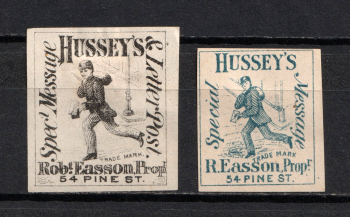 HUSSEY'S
Specl Message
& Letter Post
TRADE MARK.
Robt. Easson, Propr.
54 PINE ST.
HUSSEY'S
Special
Message
TRADE MARK
R. Easson, Propr.
54 PINE ST.